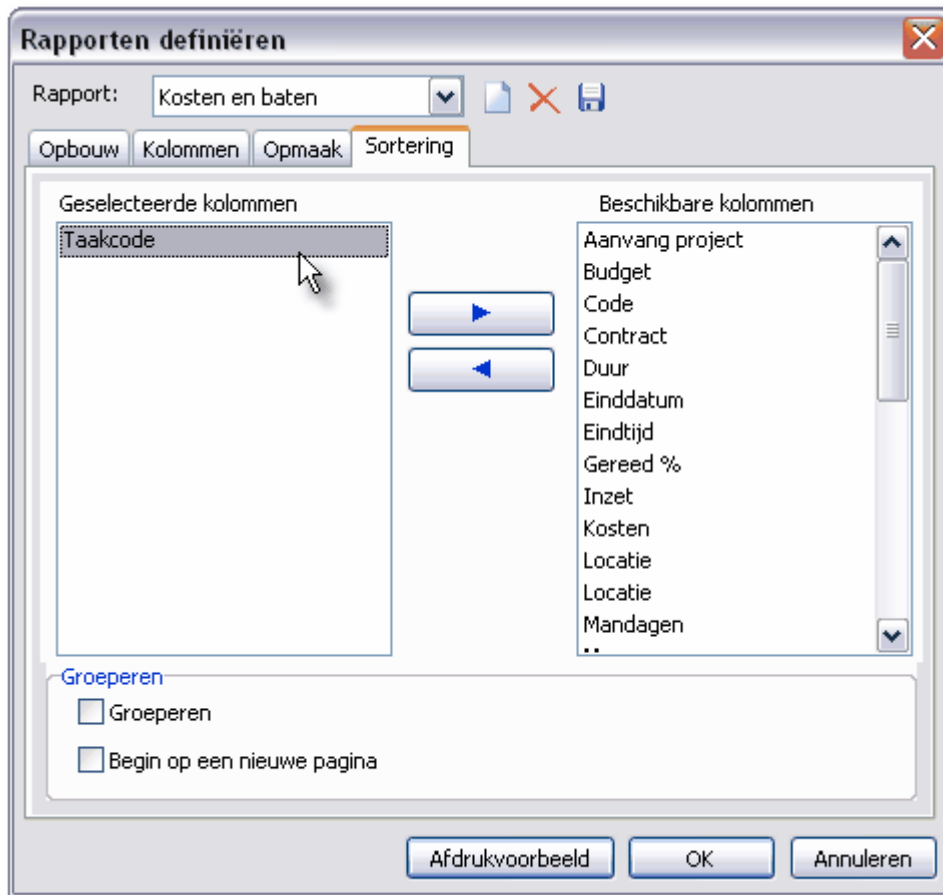 Rapporten definiëren
Rapport: Kosten en baten
Opbouw Kolommen Opmaak Sortering
Geselecteerde kolommen Beschikbare kolommen
Taakcode
Aanvang project
Budget
Code
Contract
Duur
Einddatum
Eindtijd
Gereed %
Inzet
Kosten
Locatie
Locatie
Mandagen
Groeperen
Groeperen
Begin op een nieuwe pagina
Afdrukvoorbeeld OK Annuleren